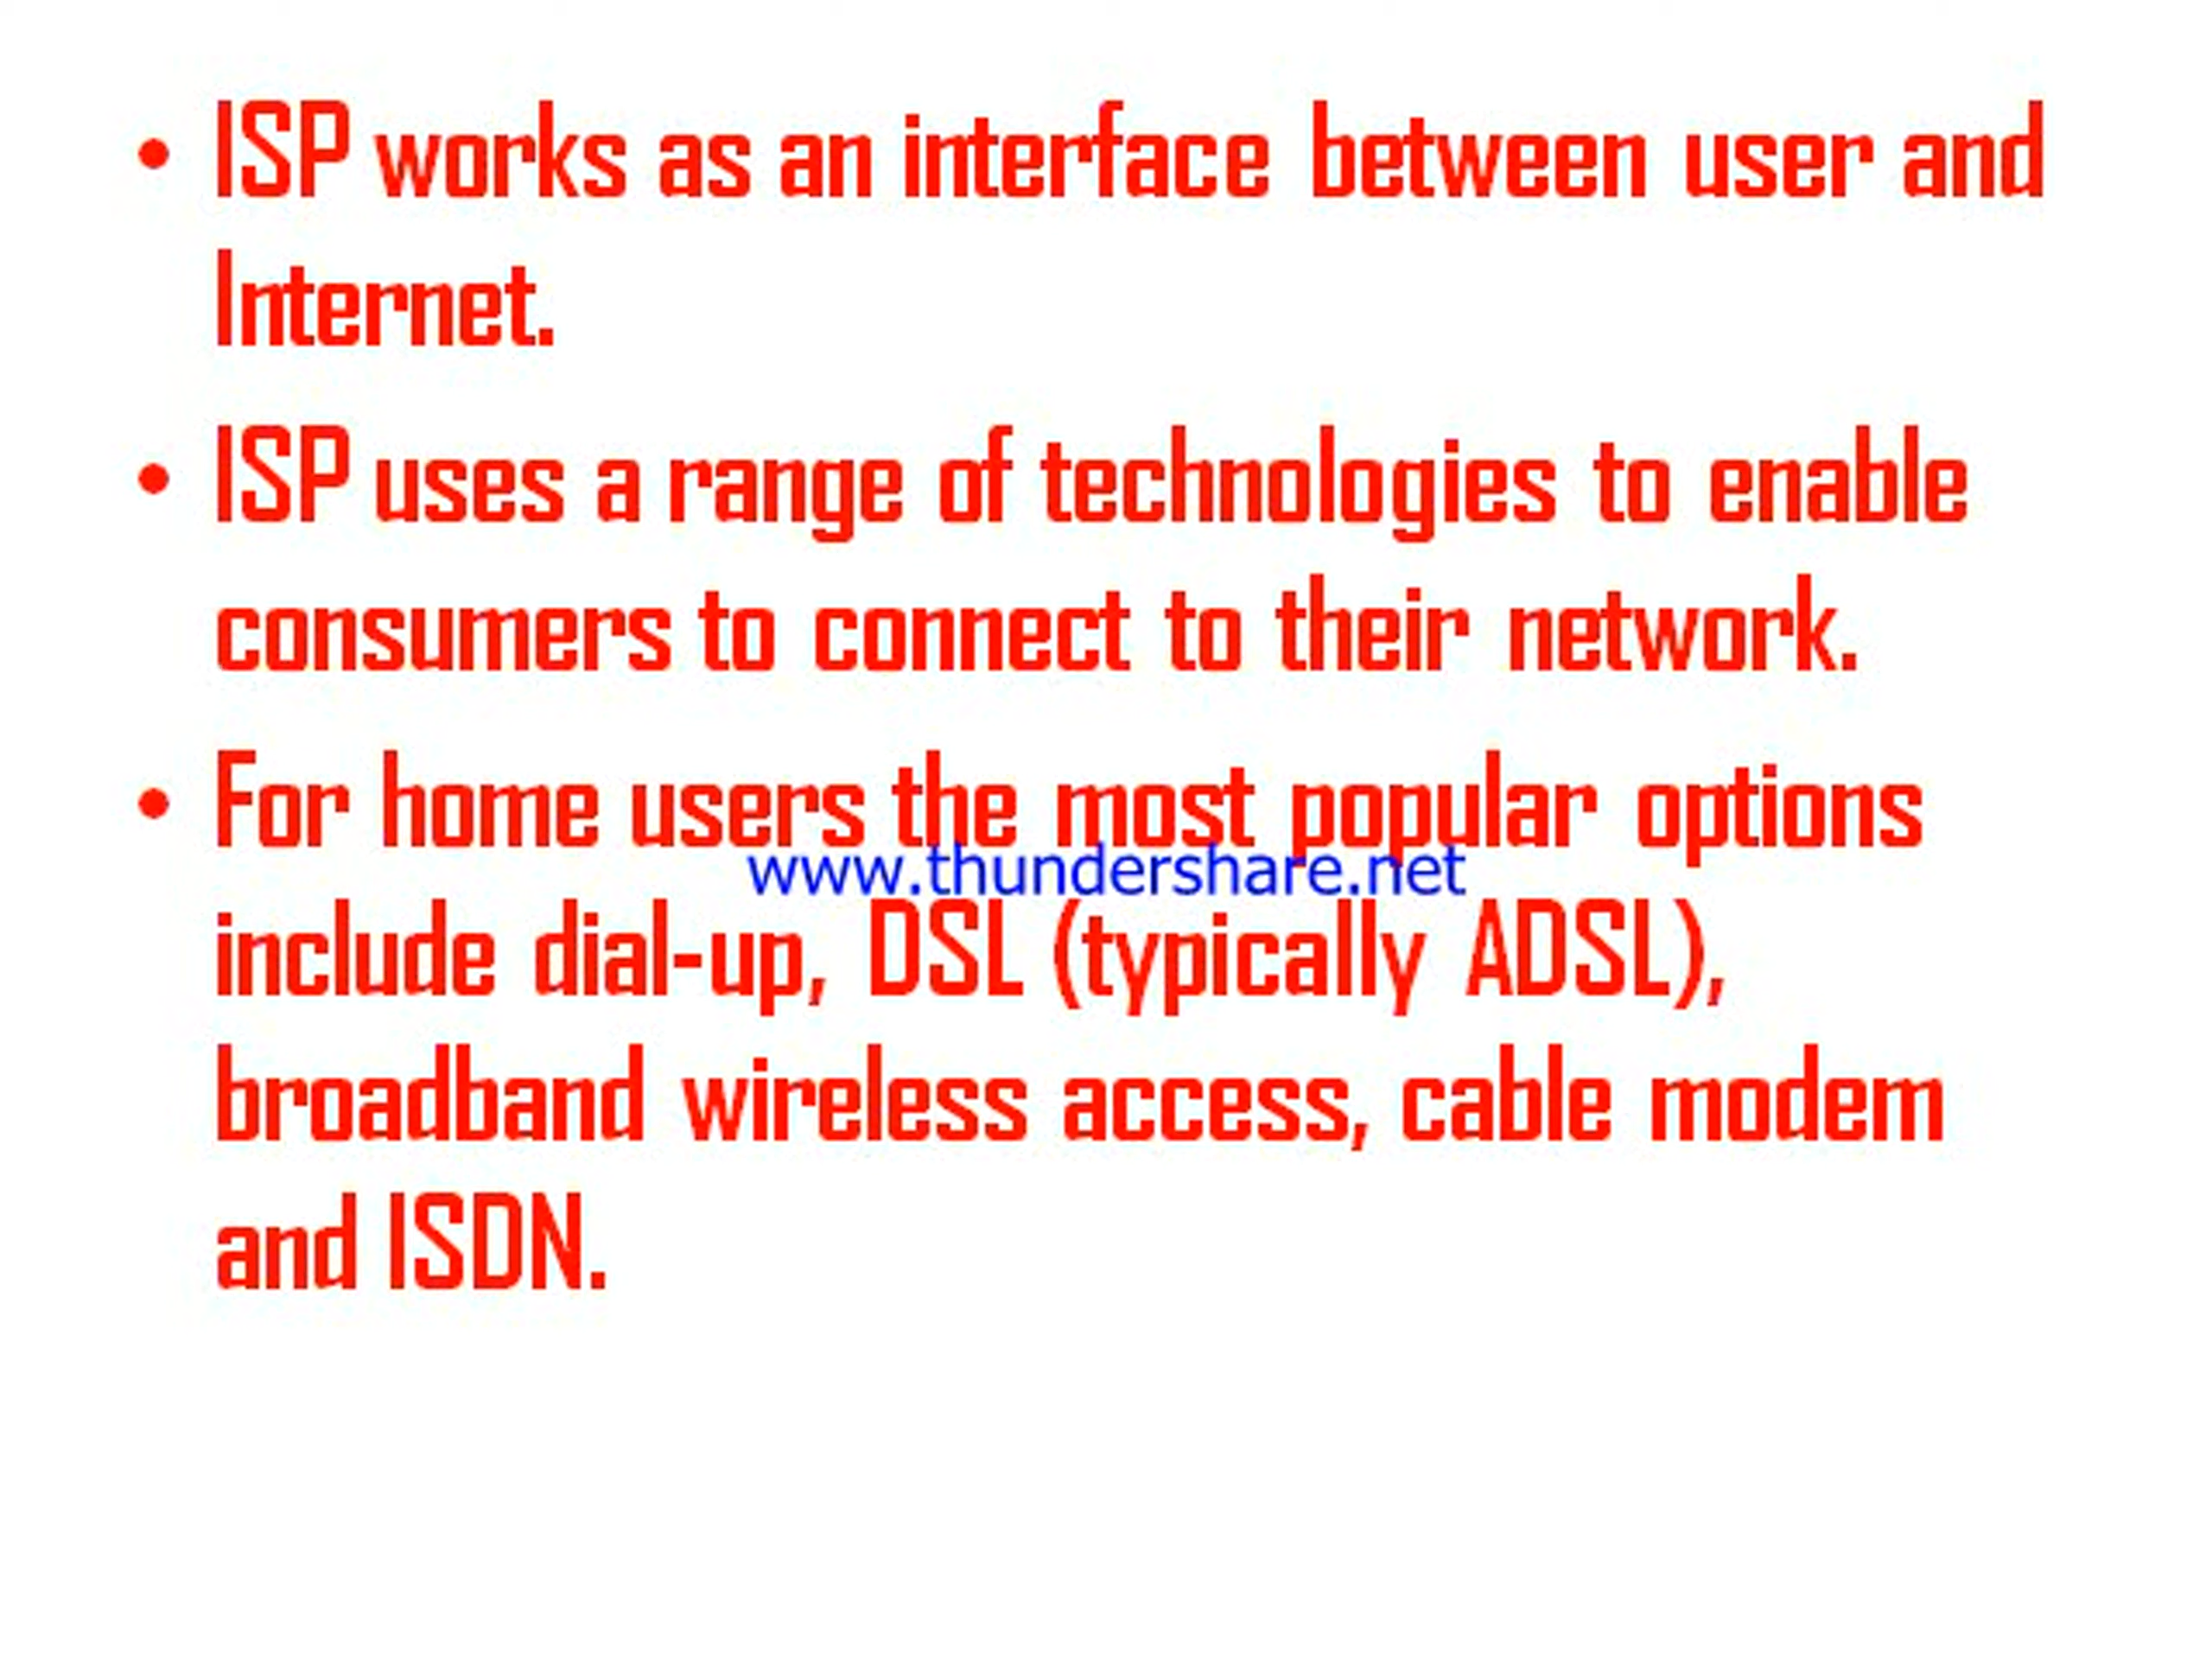 • ISP works as an interface between user and
Internet.
• ISP uses a range of technologies to enable
consumers to connect to their network.
• For home users the most popular options
www.thundershare.net
include dial-up, DSL (typically ADSL),
broadband wireless access, cable modem
and ISDN.